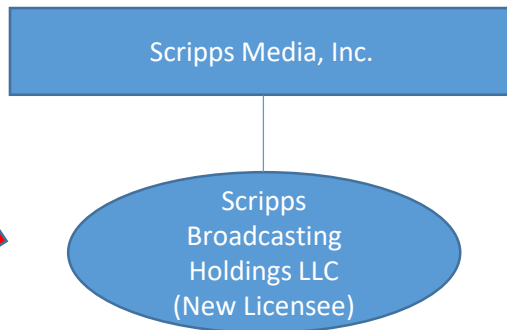 Scripps Media, Inc.
Scripps
Broadcasting
Holdings LLC
(New Licensee)